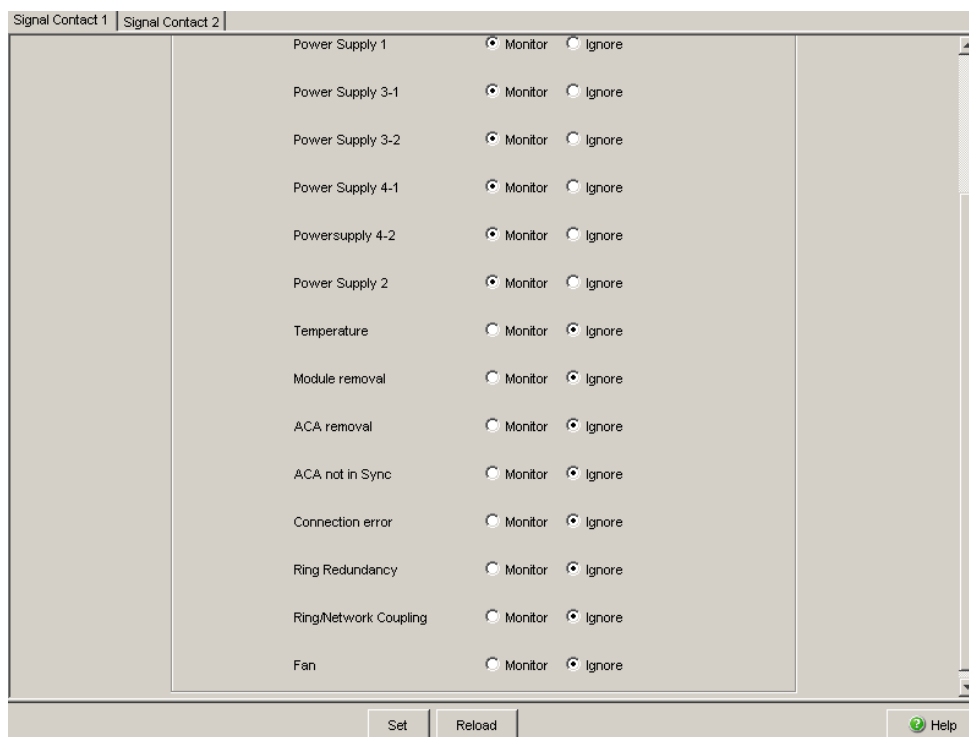 Signal Contact 1 Signal Contact 2
Power Supply 1 Monitor Ignore
Power Supply 3-1 Monitor Ignore
Power Supply 3-2 Monitor Ignore
Power Supply 4-1 Monitor Ignore
Powersupply 4-2 Monitor Ignore
Power Supply 2 Monitor Ignore
Temperature Monitor Ignore
Module removal Monitor Ignore
ACA removal Monitor Ignore
ACA not in Sync Monitor Ignore
Connection error Monitor Ignore
Ring Redundancy Monitor Ignore
Ring/Network Coupling Monitor Ignore
Fan Monitor Ignore
Set Reload Help